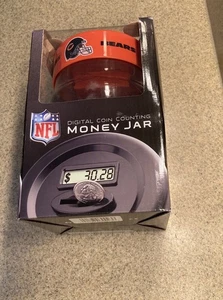 BEARS
NFL
DIGITAL COIN COUNTING
MONEY JAR
$ 30.28